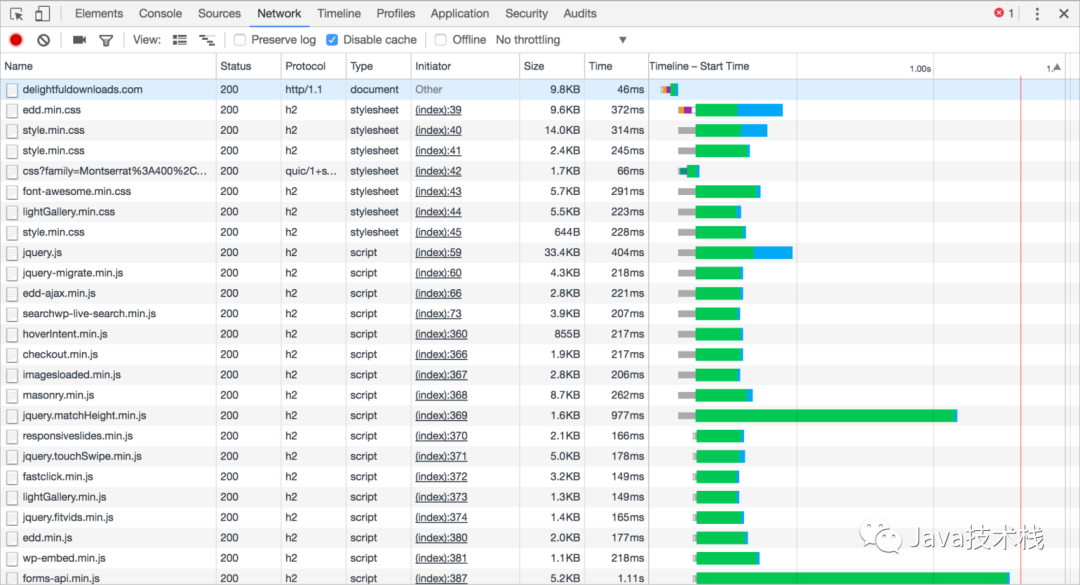 Elements Console Sources Network Timeline Profiles Application Security Audits 1
View: Preserve log Disable cache Offline No throttling
Name Status Protocol Type Initiator Size Time Timeline – Start Time 1.00s 1.
delightfuldownloads.com 200 http/1.1 document Other 9.8KB 46ms
edd.min.css 200 h2 stylesheet (index):39 9.6KB 372ms
style.min.css 200 h2 stylesheet (index):40 14.0KB 314ms
style.min.css 200 h2 stylesheet (index):41 2.4KB 245ms
css?family=Montserrat%3A400%2C... 200 quic/1+s... stylesheet (index):42 1.7KB 66ms
font-awesome.min.css 200 h2 stylesheet (index):43 5.7KB 291ms
lightGallery.min.css 200 h2 stylesheet (index):44 5.5KB 223ms
style.min.css 200 h2 stylesheet (index):45 644B 228ms
jquery.js 200 h2 script (index):59 33.4KB 404ms
jquery-migrate.min.js 200 h2 script (index):60 4.3KB 218ms
edd-ajax.min.js 200 h2 script (index):66 2.8KB 221ms
searchwp-live-search.min.js 200 h2 script (index):73 3.9KB 207ms
hoverIntent.min.js 200 h2 script (index):360 855B 217ms
checkout.min.js 200 h2 script (index):366 1.9KB 217ms
imagesloaded.min.js 200 h2 script (index):367 2.8KB 206ms
masonry.min.js 200 h2 script (index):368 8.7KB 262ms
jquery.matchHeight.min.js 200 h2 script (index):369 1.6KB 977ms
responsiveslides.min.js 200 h2 script (index):370 2.1KB 166ms
jquery.touchSwipe.min.js 200 h2 script (index):371 5.0KB 178ms
fastclick.min.js 200 h2 script (index):372 3.2KB 149ms
lightGallery.min.js 200 h2 script (index):373 1.3KB 149ms
jquery.fitvids.min.js 200 h2 script (index):374 1.4KB 165ms
edd.min.js 200 h2 script (index):380 2.0KB 177ms
Java技术栈
wp-embed.min.js 200 h2 script (index):381 1.1KB 218ms
forms-api.min.js 200 h2 script (index):387 5.2KB 1.11s